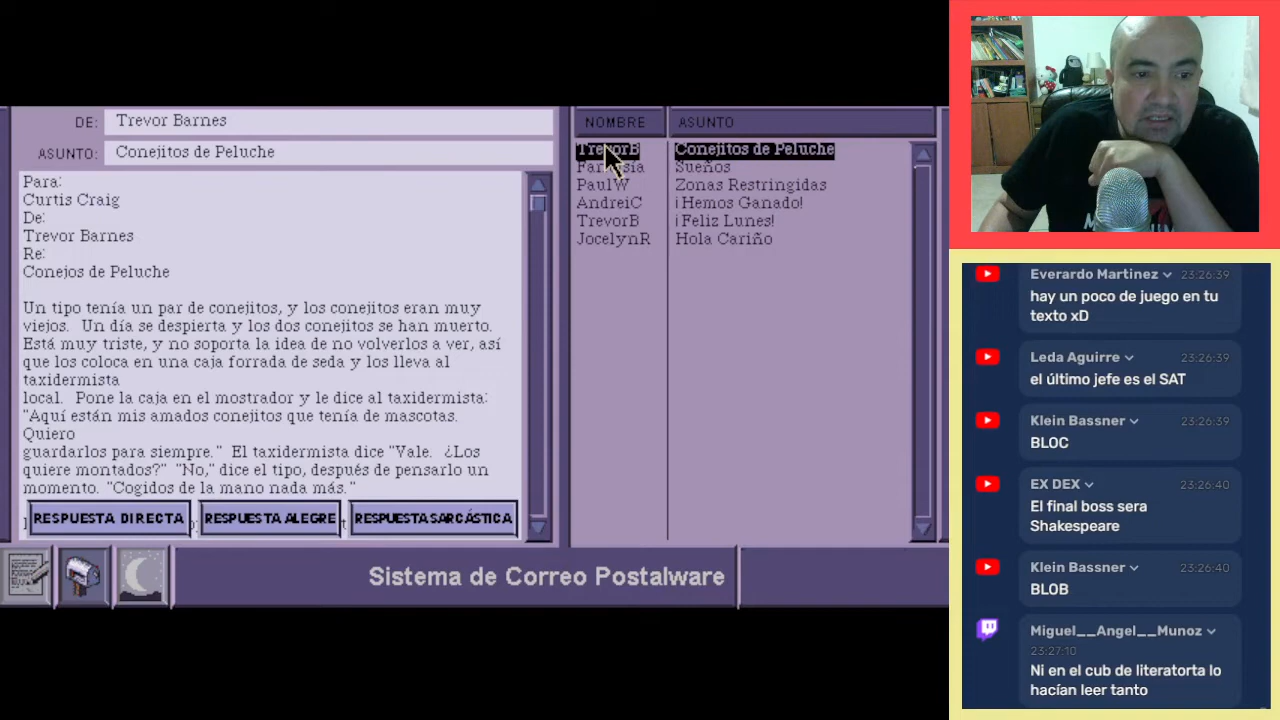 DE:
Trevor Barnes
ASUNTO:
Conejitos de Peluche
Para:
Curtis Craig
De:
Trevor Barnes
Re:
Conejos de Peluche
Un tipo tenía un par de conejitos, y los conejitos eran muy
viejos. Un día se despierta y los dos conejitos se han muerto.
Está muy triste, y no soporta la idea de no volverlos a ver, así
que los coloca en una caja forrada de seda y los lleva al
taxidermista
local. Pone la caja en el mostrador y le dice al taxidermista:
"Aquí están mis amados conejitos que tenía de mascotas.
Quiero
guardarlos para siempre." El taxidermista dice "Vale. ¿Los
quiere montados?" "No," dice el tipo, después de pensarlo un
momento. "Cogidos de la mano nada más."
RESPUESTA DIRECTA
RESPUESTA ALEGRE
RESPUESTA SARCÁSTICA
NOMBRE
ASUNTO
TrevorB
Conejitos de Peluche
Fantasía
Sueños
PaulW
Zonas Restringidas
AndreiC
¡Hemos Ganado!
TrevorB
¡Feliz Lunes!
JocelynR
Hola Cariño
Sistema de Correo Postalware
Everardo Martinez
23:26:39
hay un poco de juego en tu
texto xD
Leda Aguirre
23:26:39
el último jefe es el SAT
Klein Bassner
23:26:39
BLOC
EX DEX
23:26:40
El final boss sera
Shakespeare
Klein Bassner
23:26:40
BLOB
Miguel__Angel__Munoz
23:27:10
Ni en el cub de literatorta lo
hacían leer tanto